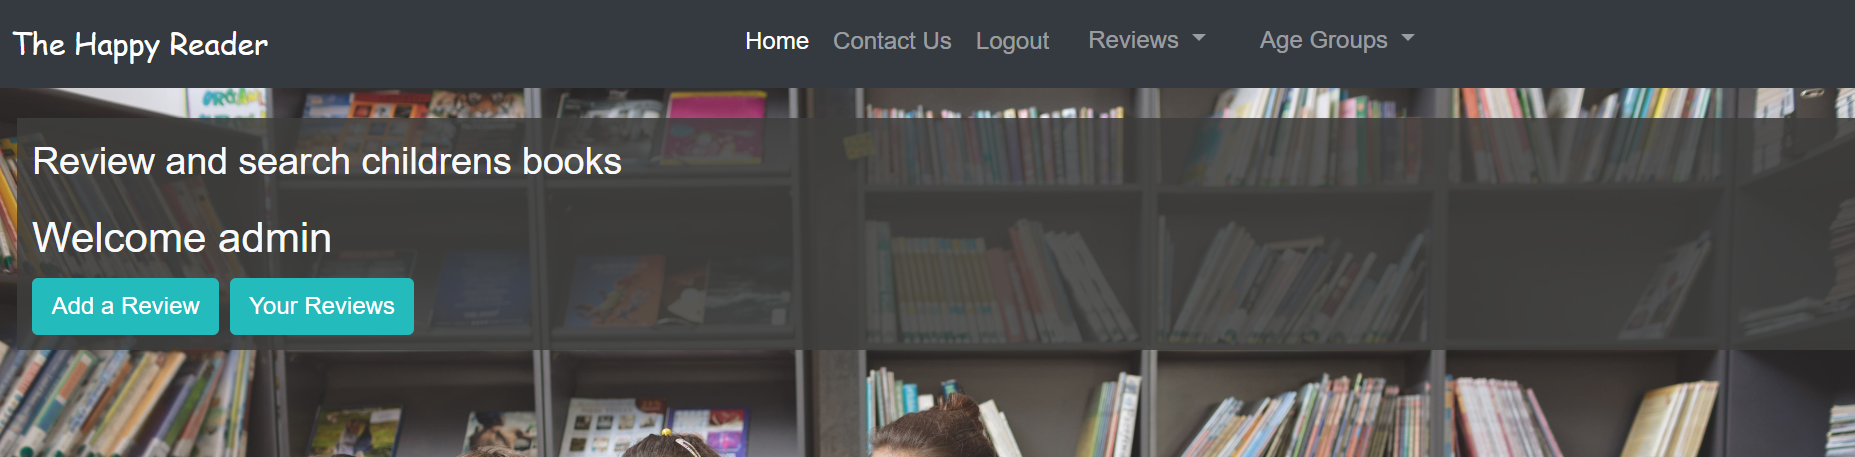 The Happy Reader
Home Contact Us Logout Reviews Age Groups
Review and search childrens books
Welcome admin
Add a Review Your Reviews